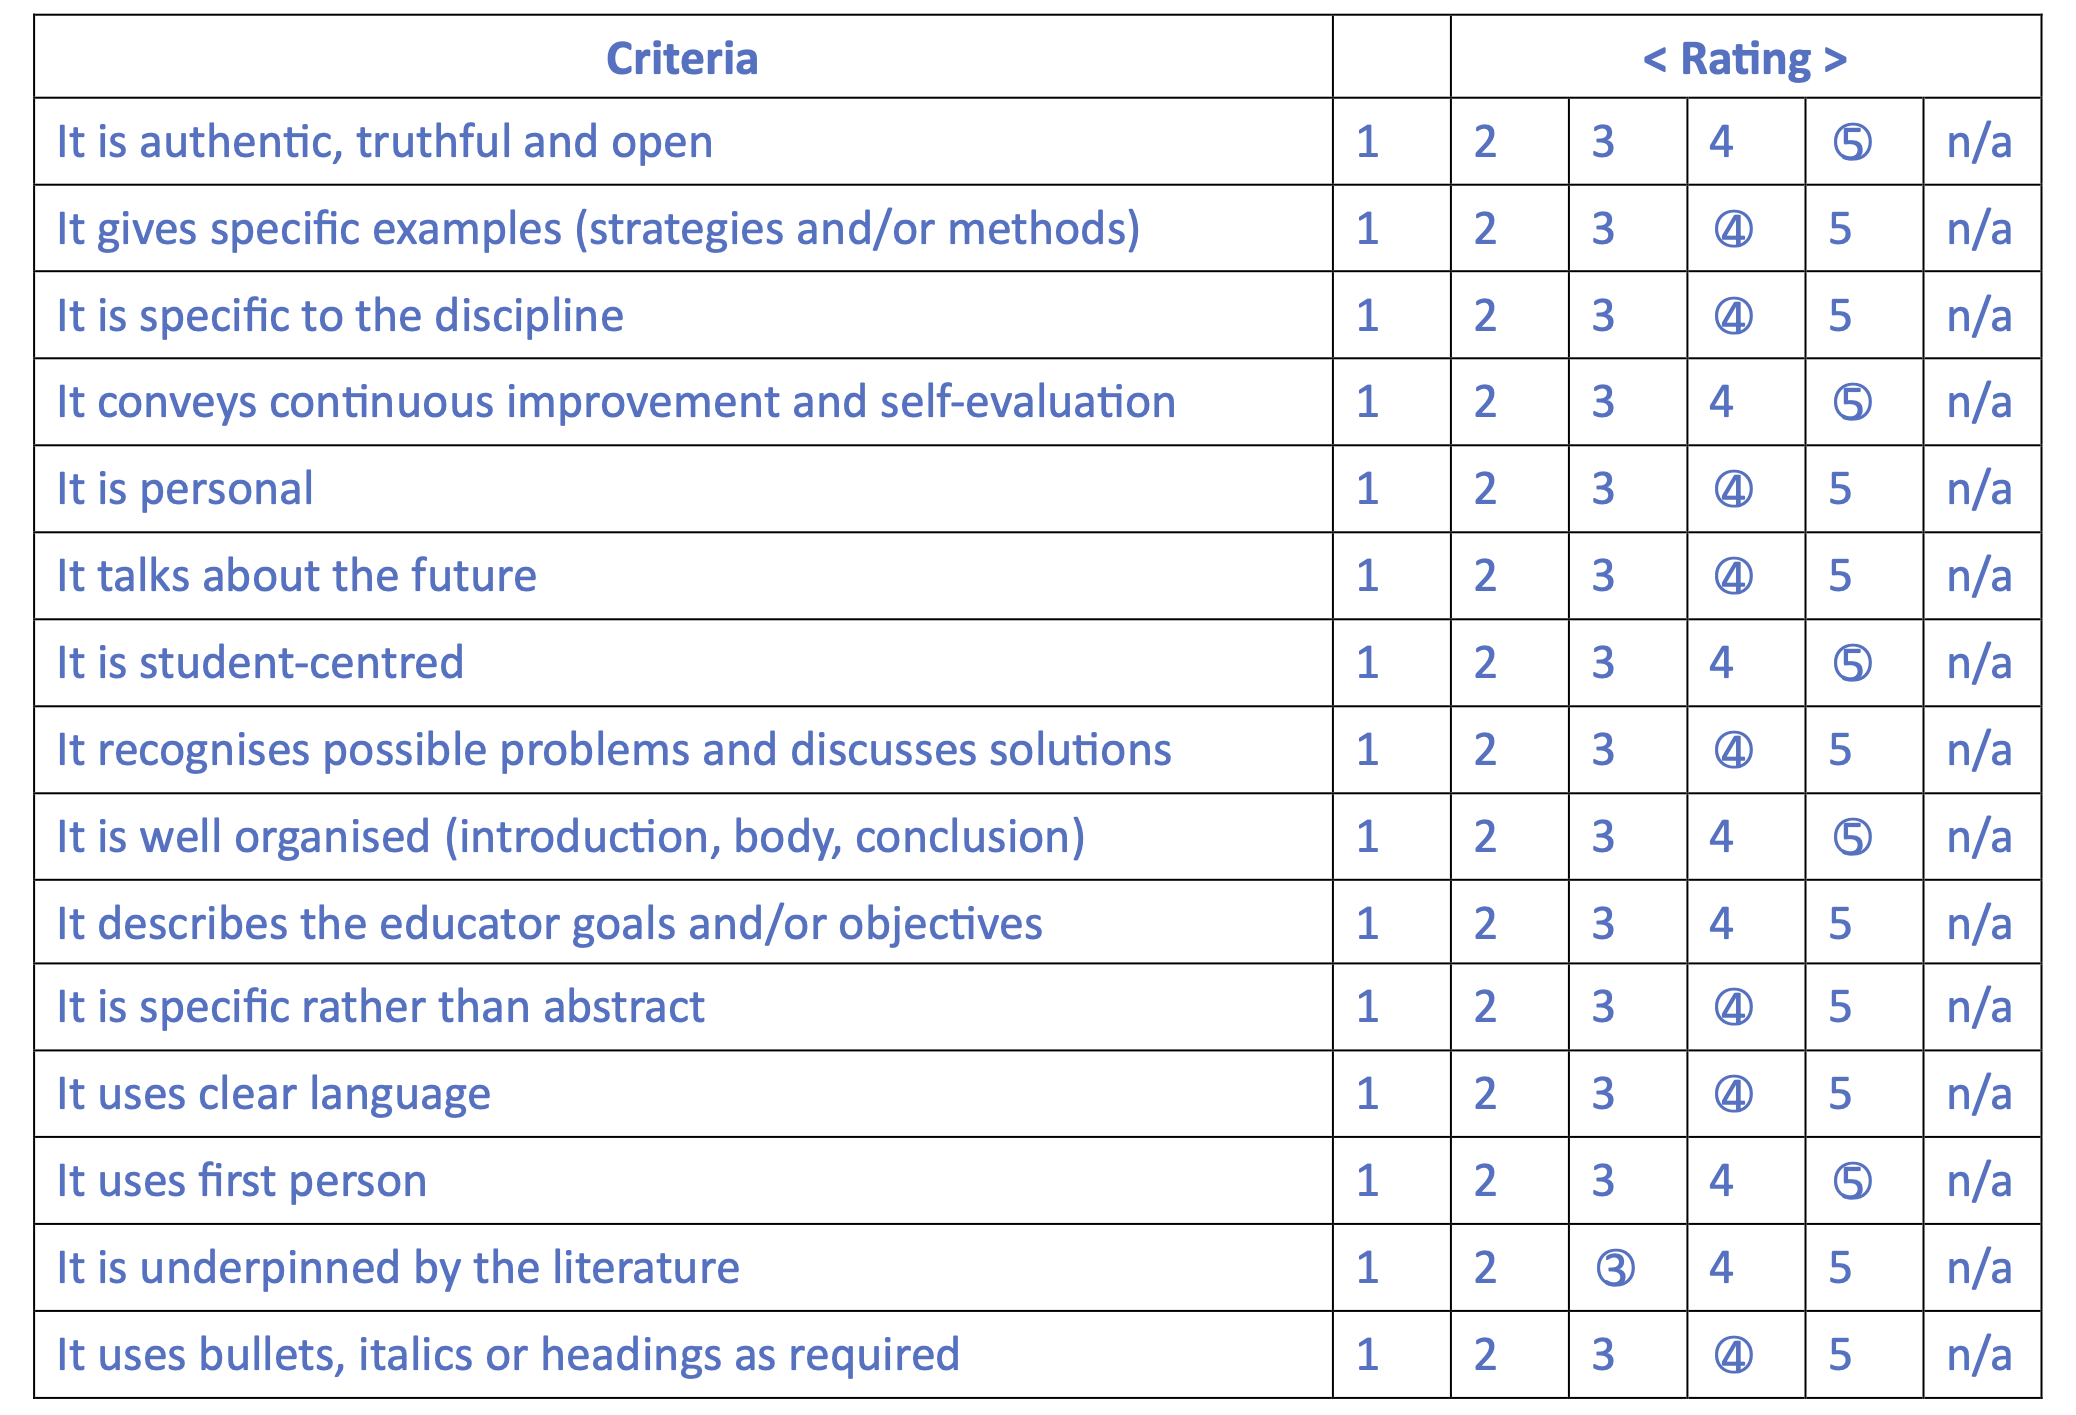 Criteria < Rating >
It is authentic, truthful and open 1 2 3 4 ⑤ n/a
It gives specific examples (strategies and/or methods) 1 2 3 ④ 5 n/a
It is specific to the discipline 1 2 3 ④ 5 n/a
It conveys continuous improvement and self-evaluation 1 2 3 4 ⑤ n/a
It is personal 1 2 3 ④ 5 n/a
It talks about the future 1 2 3 ④ 5 n/a
It is student-centred 1 2 3 4 ⑤ n/a
It recognises possible problems and discusses solutions 1 2 3 ④ 5 n/a
It is well organised (introduction, body, conclusion) 1 2 3 4 ⑤ n/a
It describes the educator goals and/or objectives 1 2 3 4 5 n/a
It is specific rather than abstract 1 2 3 ④ 5 n/a
It uses clear language 1 2 3 ④ 5 n/a
It uses first person 1 2 3 4 ⑤ n/a
It is underpinned by the literature 1 2 ③ 4 5 n/a
It uses bullets, italics or headings as required 1 2 3 ④ 5 n/a